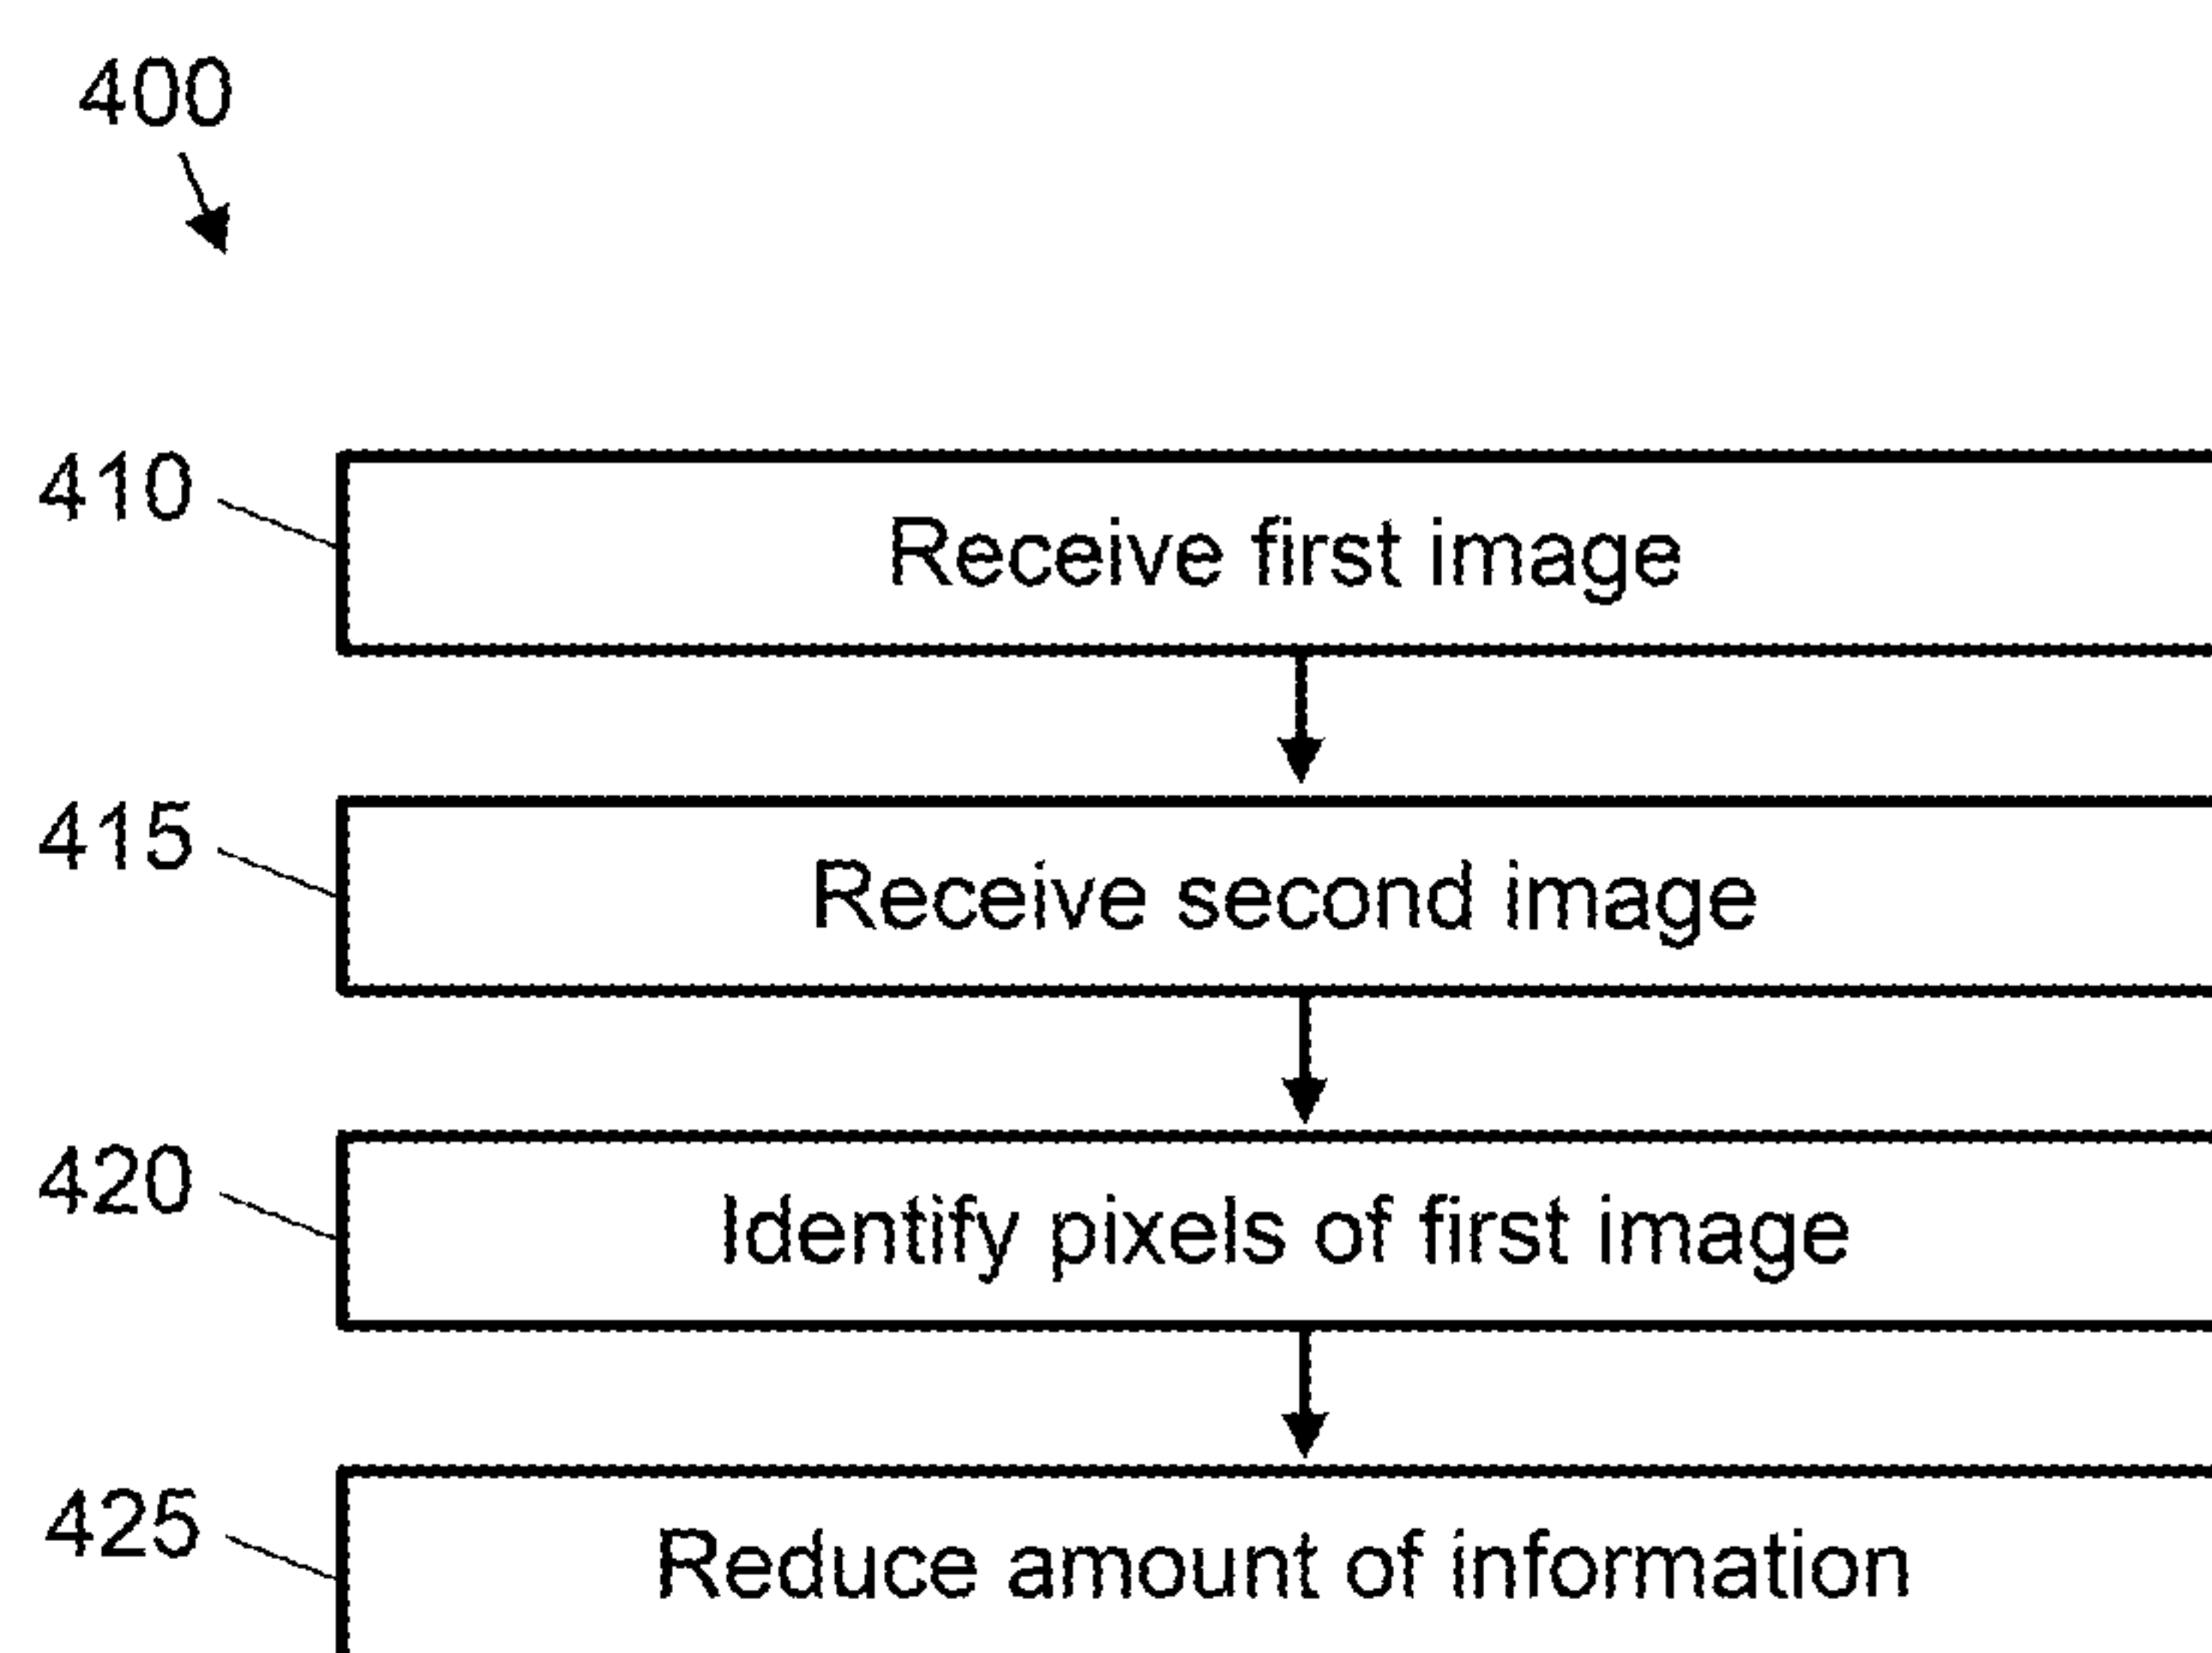 400
410
Receive first image
415
Receive second image
420
Identify pixels of first image
425
Reduce amount of information